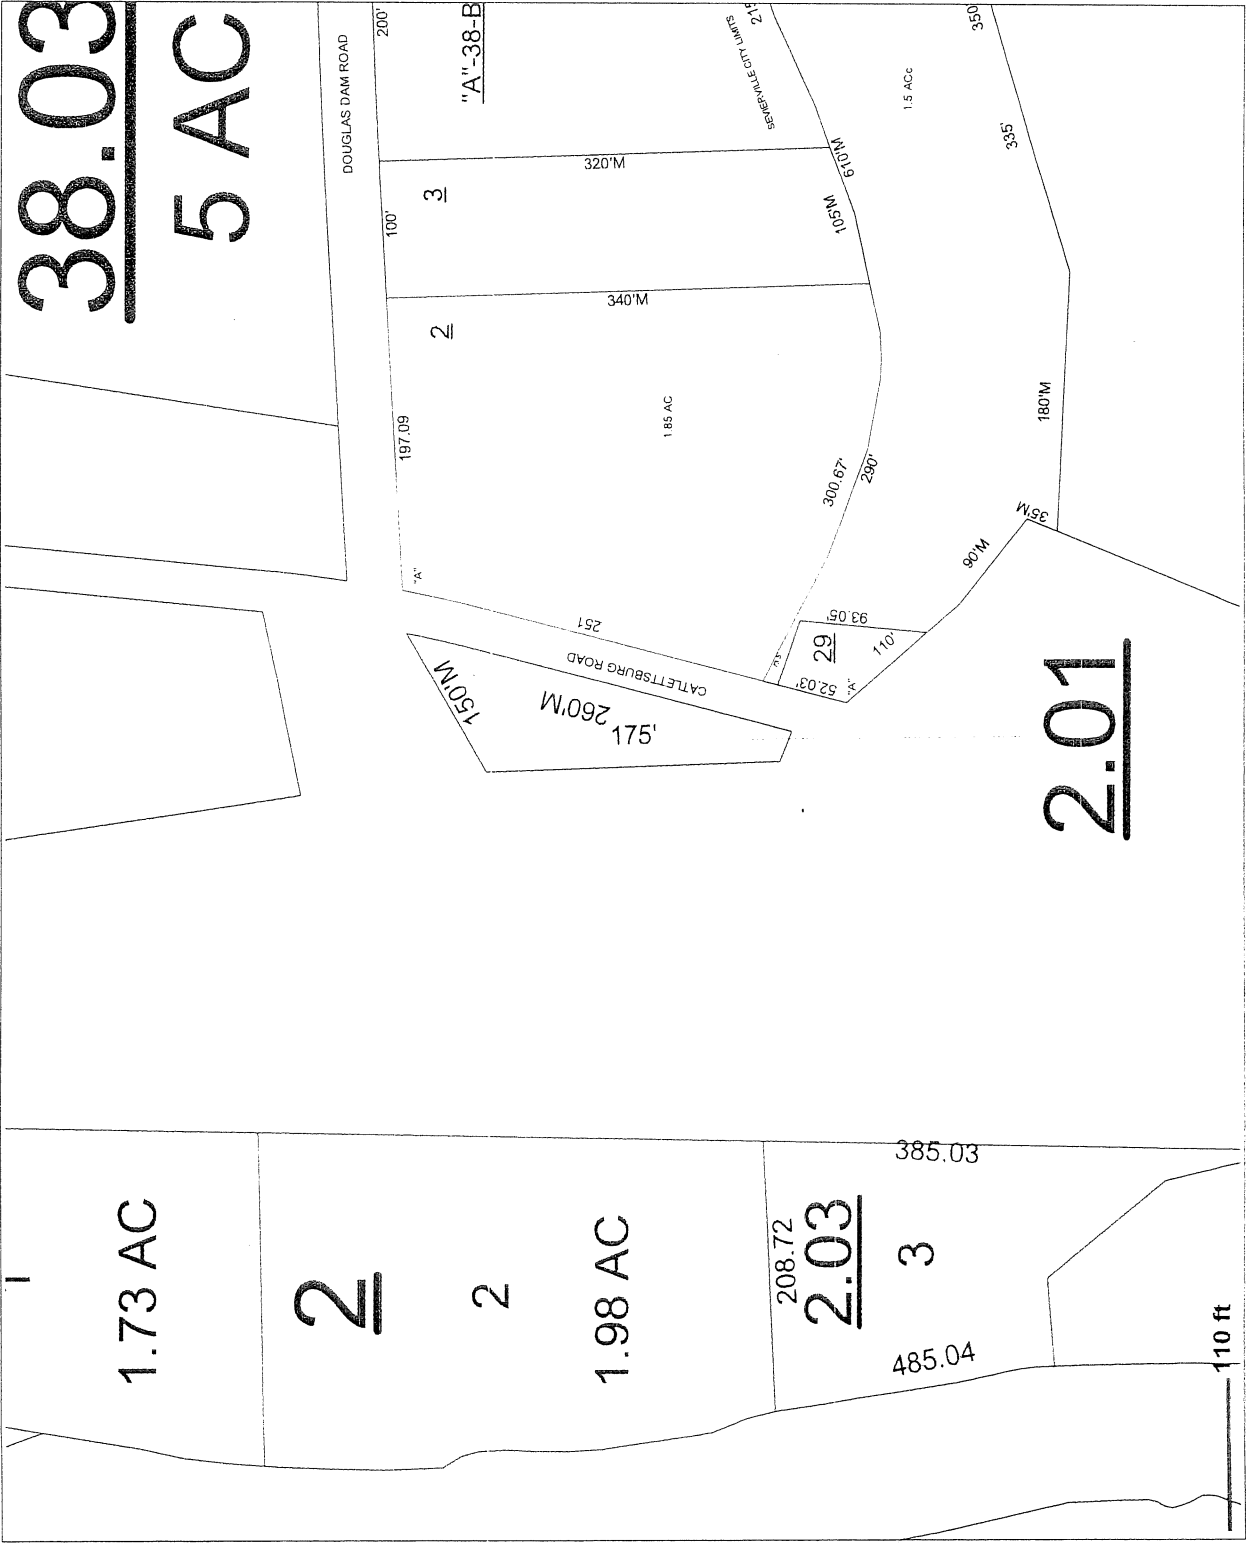 38.03
5 AC
DOUGLAS DAM ROAD
200'
"A"-38-B
SEVIERVILLE CITY LIMITS
350
1.5 ACc
335'
320'M
610'M
105'M
100'
3
340'M
2
197.09
1.85 AC
300.67'
290'
180'M
35'M
90'M
"A"
251
CATLETTSBURG ROAD
93.05'
29
110'
52.03'
"A"
150'M
260'M
175'
2.01
1.73 AC
2
2
1.98 AC
385.03
208.72
2.03
3
485.04
110 ft